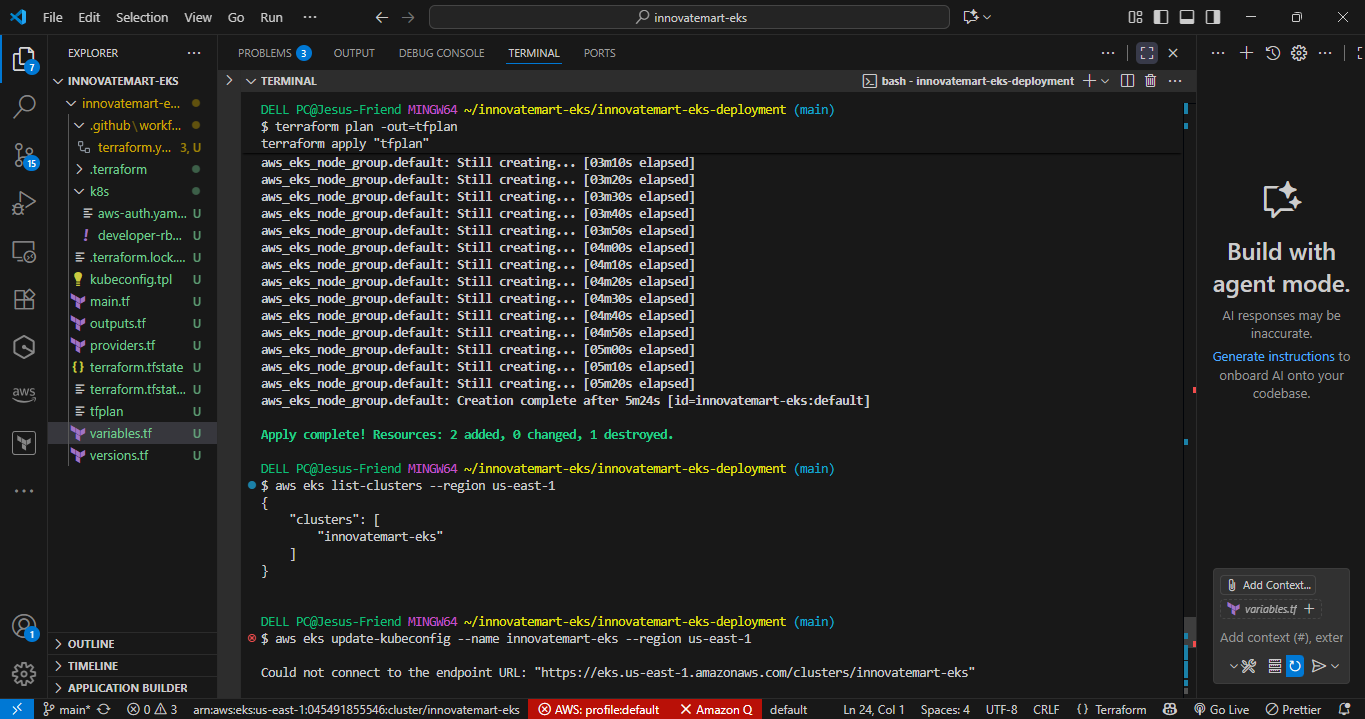 File Edit Selection View Go Run ··· innovatemart-eks
EXPLORER ···
INNOVATEMART-EKS
innovatemart-e...
.github\workf...
terraform.y... 3, U
.terraform
k8s
aws-auth.yam... U
developer-rb... U
.terraform.lock.... U
kubeconfig.tpl U
main.tf U
outputs.tf U
providers.tf U
terraform.tfstate U
terraform.tfstat... U
tfplan U
variables.tf U
versions.tf U
OUTLINE
TIMELINE
APPLICATION BUILDER
7
15
aws
1
PROBLEMS 3 OUTPUT DEBUG CONSOLE TERMINAL PORTS
TERMINAL bash - innovatemart-eks-deployment
DELL PC@Jesus-Friend MINGW64 ~/innovatemart-eks/innovatemart-eks-deployment (main)
$ terraform plan -out=tfplan
terraform apply "tfplan"
aws_eks_node_group.default: Still creating... [03m10s elapsed]
aws_eks_node_group.default: Still creating... [03m20s elapsed]
aws_eks_node_group.default: Still creating... [03m30s elapsed]
aws_eks_node_group.default: Still creating... [03m40s elapsed]
aws_eks_node_group.default: Still creating... [03m50s elapsed]
aws_eks_node_group.default: Still creating... [04m00s elapsed]
aws_eks_node_group.default: Still creating... [04m10s elapsed]
aws_eks_node_group.default: Still creating... [04m20s elapsed]
aws_eks_node_group.default: Still creating... [04m30s elapsed]
aws_eks_node_group.default: Still creating... [04m40s elapsed]
aws_eks_node_group.default: Still creating... [04m50s elapsed]
aws_eks_node_group.default: Still creating... [05m00s elapsed]
aws_eks_node_group.default: Still creating... [05m10s elapsed]
aws_eks_node_group.default: Still creating... [05m20s elapsed]
aws_eks_node_group.default: Creation complete after 5m24s [id=innovatemart-eks:default]
Apply complete! Resources: 2 added, 0 changed, 1 destroyed.
DELL PC@Jesus-Friend MINGW64 ~/innovatemart-eks/innovatemart-eks-deployment (main)
$ aws eks list-clusters --region us-east-1
{
    "clusters": [
        "innovatemart-eks"
    ]
}
DELL PC@Jesus-Friend MINGW64 ~/innovatemart-eks/innovatemart-eks-deployment (main)
$ aws eks update-kubeconfig --name innovatemart-eks --region us-east-1
Could not connect to the endpoint URL: "https://eks.us-east-1.amazonaws.com/clusters/innovatemart-eks"
Build with
agent mode.
AI responses may be
inaccurate.
Generate instructions to
onboard AI onto your
codebase.
Add Context...
variables.tf +
Add context (#), exter
main* 0 3 arn:aws:eks:us-east-1:045491855546:cluster/innovatemart-eks AWS: profile:default Amazon Q default Ln 24, Col 1 Spaces: 4 UTF-8 CRLF {} Terraform Go Live Prettier